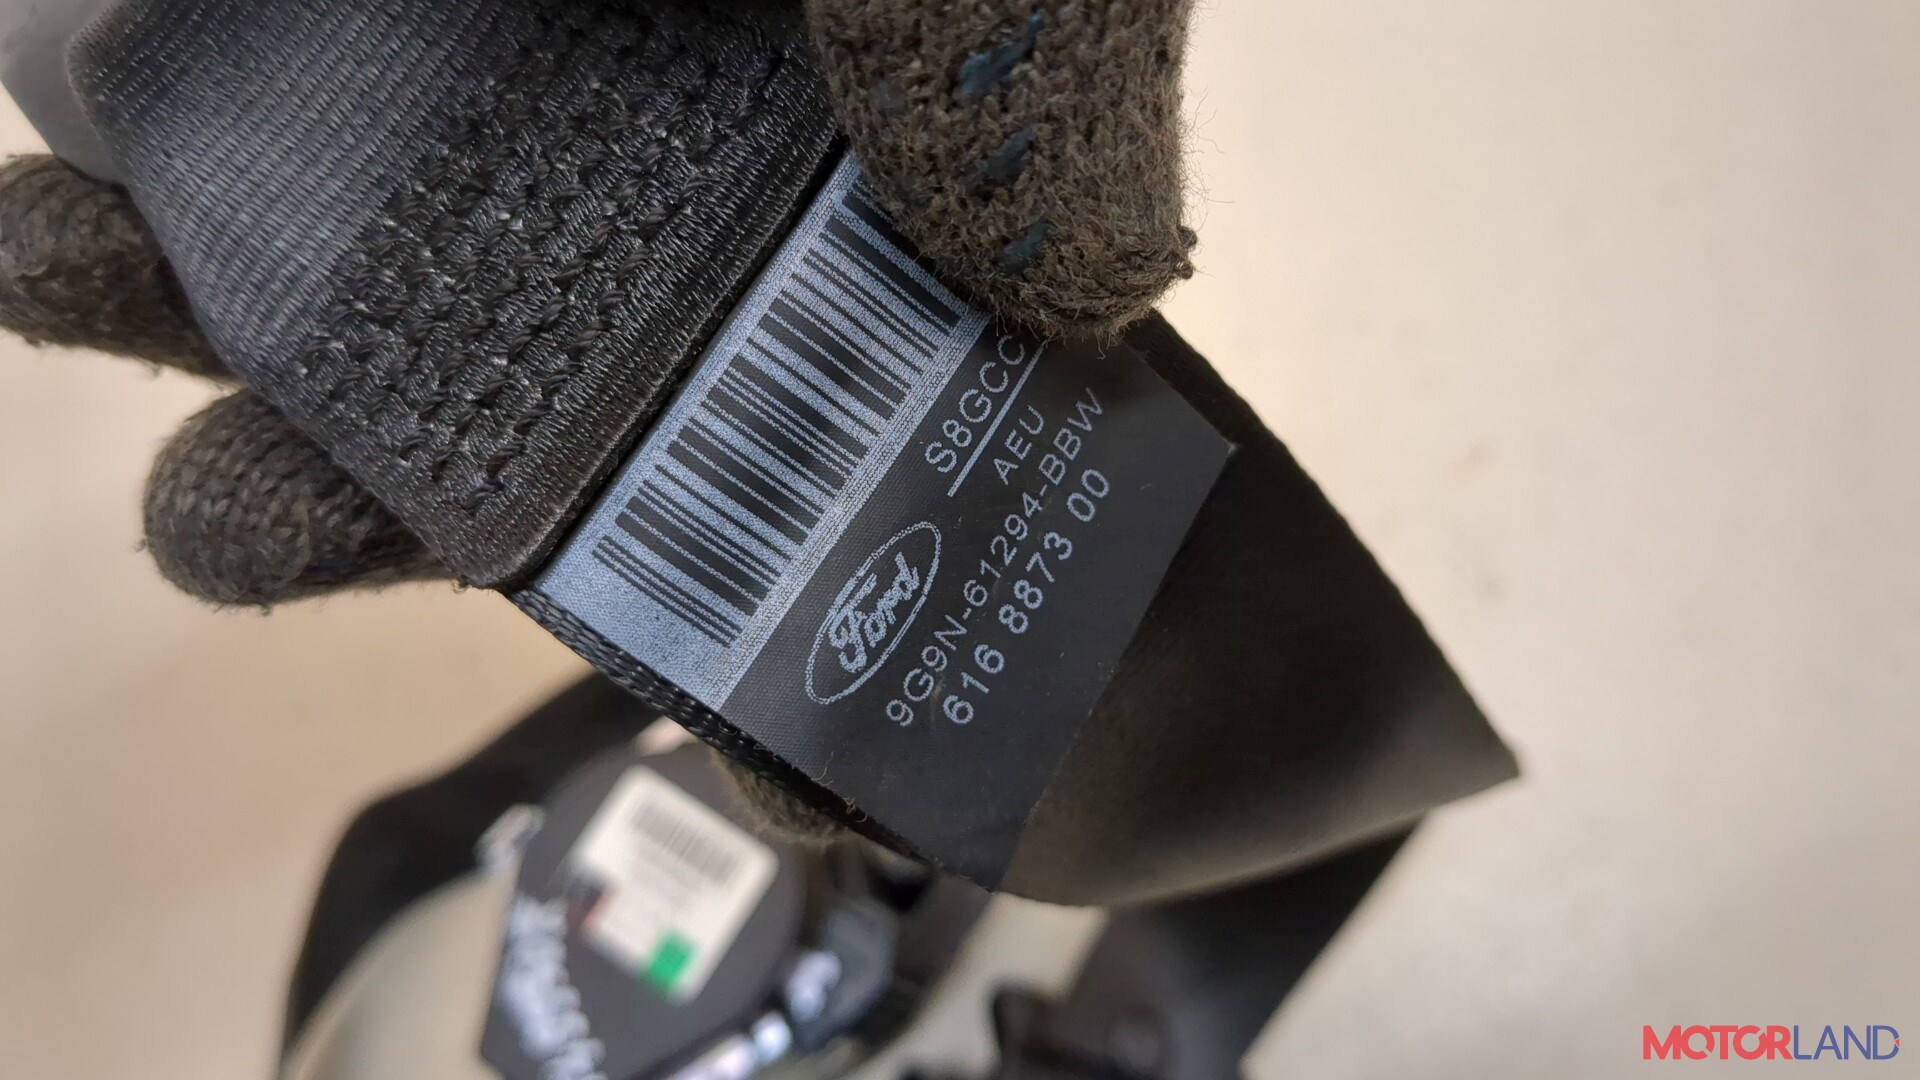 S8GCC
AEU
Ford
9G9N-61294-BBW
616 8873 00
MOTORLAND